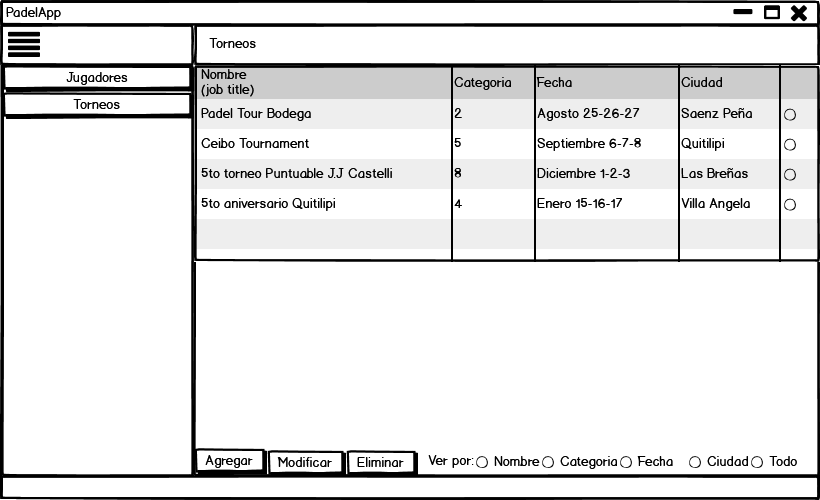 PadelApp
Torneos
Jugadores
Torneos
Nombre
(job title) Categoria Fecha Ciudad
Padel Tour Bodega 2 Agosto 25-26-27 Saenz Peña
Ceibo Tournament 5 Septiembre 6-7-8 Quitilipi
5to torneo Puntuable J.J Castelli 8 Diciembre 1-2-3 Las Breñas
5to aniversario Quitilipi 4 Enero 15-16-17 Villa Angela
Agregar Modificar Eliminar Ver por: Nombre Categoria Fecha Ciudad Todo